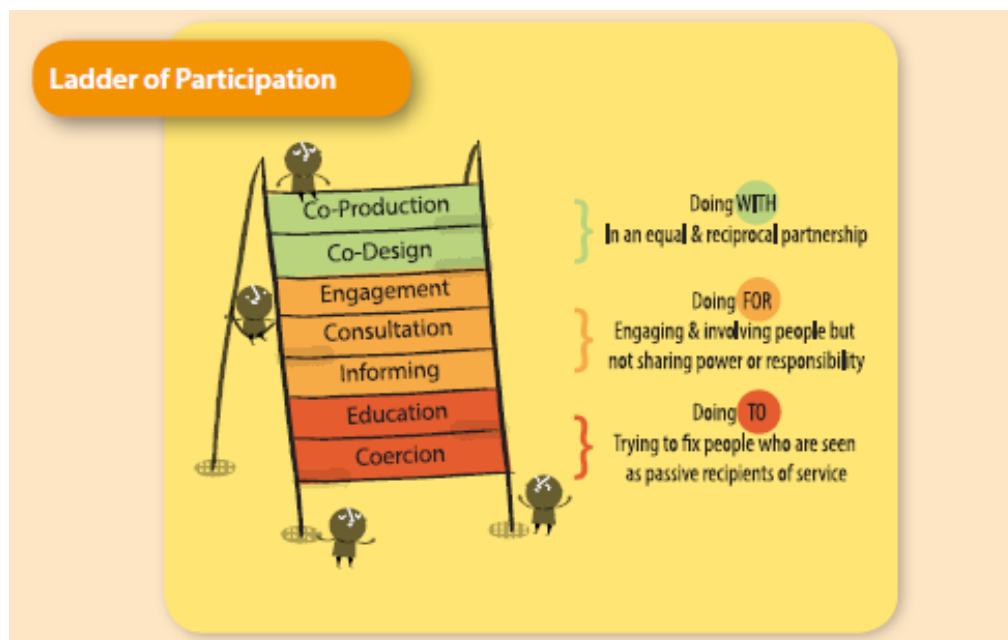 Ladder of Participation
Co-Production
Co-Design
Engagement
Consultation
Informing
Education
Coercion
Doing WITH
In an equal & reciprocal partnership
Doing FOR
Engaging & involving people but
not sharing power or responsibility
Doing TO
Trying to fix people who are seen
as passive recipients of service